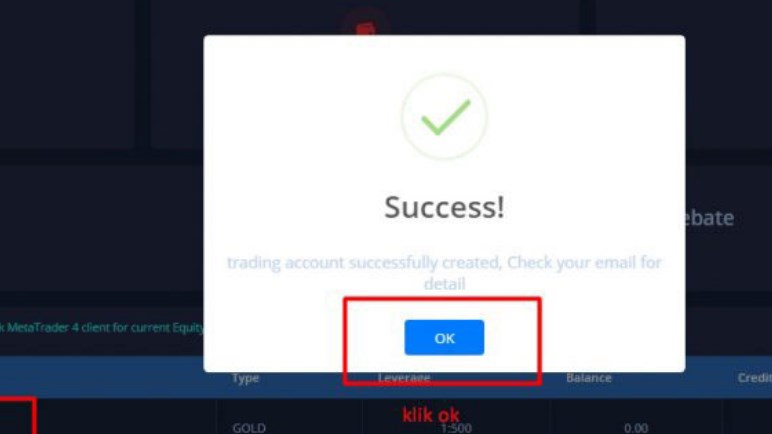 Success!
ebate
trading account successfully created, Check your email for
detail
k MetaTrader 4 client for current Equity
OK
Type Leverage Balance Credit
klik ok
GOLD 1:500 0.00